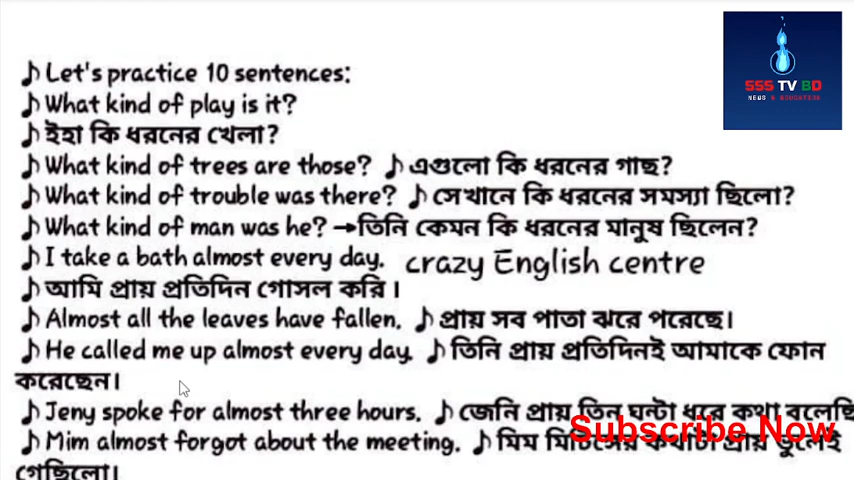 SSS TV BD
NEWS & EDUCATION
♪ Let's practice 10 sentences:
♪ What kind of play is it?
♪ ইহা কি ধরনের খেলা?
♪ What kind of trees are those? ♪ এগুলো কি ধরনের গাছ?
♪ What kind of trouble was there? ♪ সেখানে কি ধরনের সমস্যা ছিলো?
♪ What kind of man was he? → তিনি কেমন কি ধরনের মানুষ ছিলেন?
♪ I take a bath almost every day. crazy English centre
♪ আমি প্রায় প্রতিদিন গোসল করি।
♪ Almost all the leaves have fallen. ♪ প্রায় সব পাতা ঝরে পরেছে।
♪ He called me up almost every day. ♪ তিনি প্রায় প্রতিদিনই আমাকে ফোন
করেছেন।
♪ Jeny spoke for almost three hours. ♪ জেনি প্রায় তিন ঘন্টা ধরে কথা বলেছি
Subscribe Now
♪ Mim almost forgot about the meeting. ♪ মিম মিটিংয়ের কথাটা প্রায় ভুলেই
গেছিলো।